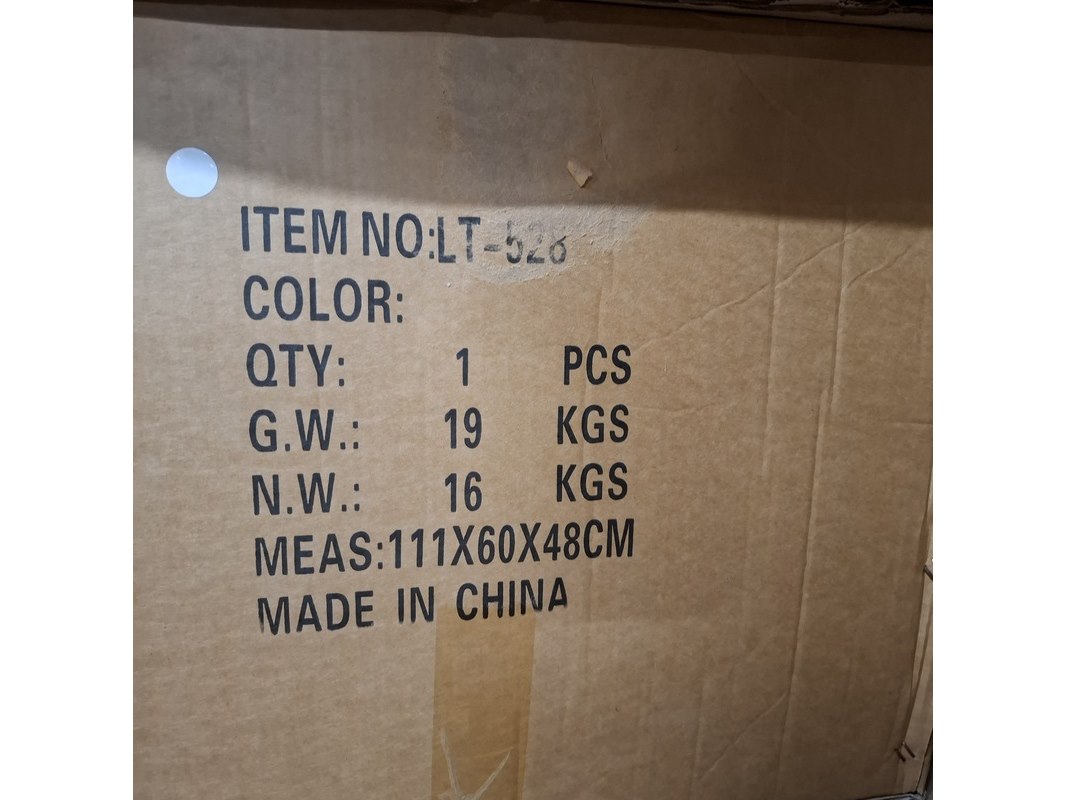 ITEM NO:LT-528
COLOR:
QTY: 1 PCS
G.W.: 19 KGS
N.W.: 16 KGS
MEAS:111X60X48CM
MADE IN CHINA